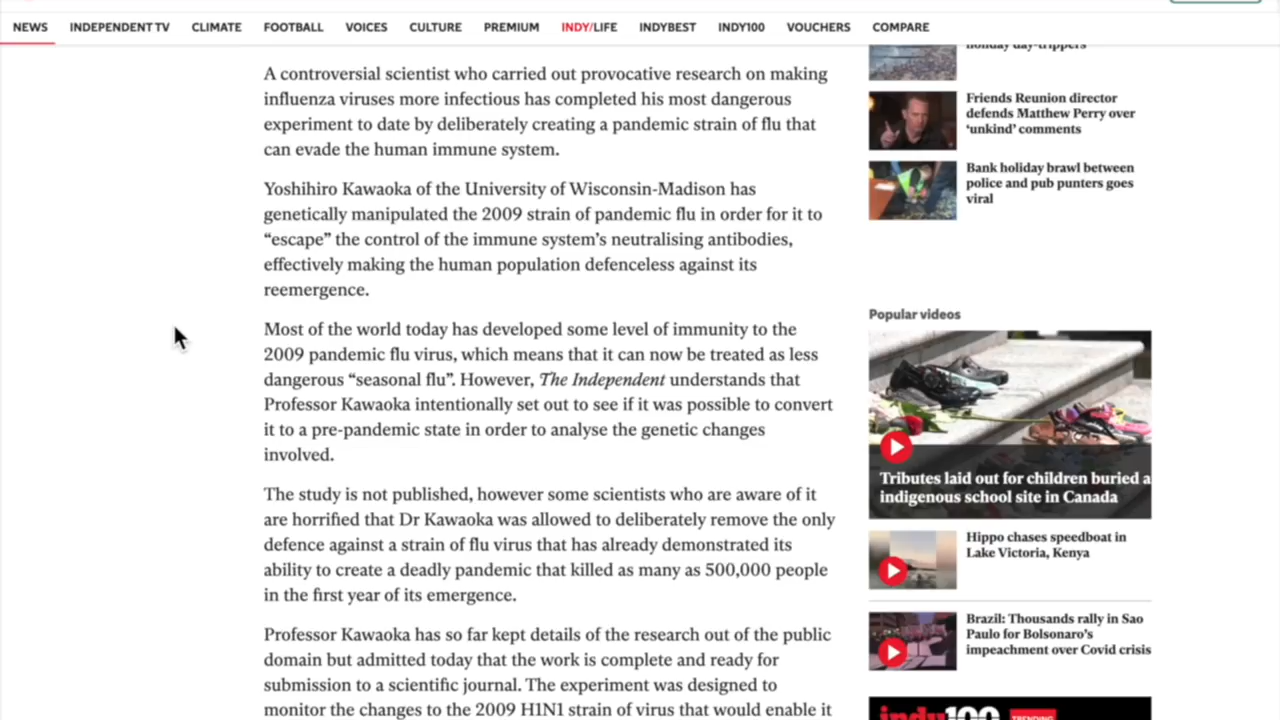 NEWS INDEPENDENT TV CLIMATE FOOTBALL VOICES CULTURE PREMIUM INDY/LIFE INDYBEST INDY100 VOUCHERS COMPARE
A controversial scientist who carried out provocative research on making
influenza viruses more infectious has completed his most dangerous
experiment to date by deliberately creating a pandemic strain of flu that
can evade the human immune system.
Yoshihiro Kawaoka of the University of Wisconsin-Madison has
genetically manipulated the 2009 strain of pandemic flu in order for it to
“escape” the control of the immune system’s neutralising antibodies,
effectively making the human population defenceless against its
reemergence.
Most of the world today has developed some level of immunity to the
2009 pandemic flu virus, which means that it can now be treated as less
dangerous “seasonal flu”. However, The Independent understands that
Professor Kawaoka intentionally set out to see if it was possible to convert
it to a pre-pandemic state in order to analyse the genetic changes
involved.
The study is not published, however some scientists who are aware of it
are horrified that Dr Kawaoka was allowed to deliberately remove the only
defence against a strain of flu virus that has already demonstrated its
ability to create a deadly pandemic that killed as many as 500,000 people
in the first year of its emergence.
Professor Kawaoka has so far kept details of the research out of the public
domain but admitted today that the work is complete and ready for
submission to a scientific journal. The experiment was designed to
monitor the changes to the 2009 H1N1 strain of virus that would enable it
holiday day-trippers
Friends Reunion director
defends Matthew Perry over
‘unkind’ comments
Bank holiday brawl between
police and pub punters goes
viral
Popular videos
Tributes laid out for children buried a
indigenous school site in Canada
Hippo chases speedboat in
Lake Victoria, Kenya
Brazil: Thousands rally in Sao
Paulo for Bolsonaro’s
impeachment over Covid crisis
indy100 TRENDING